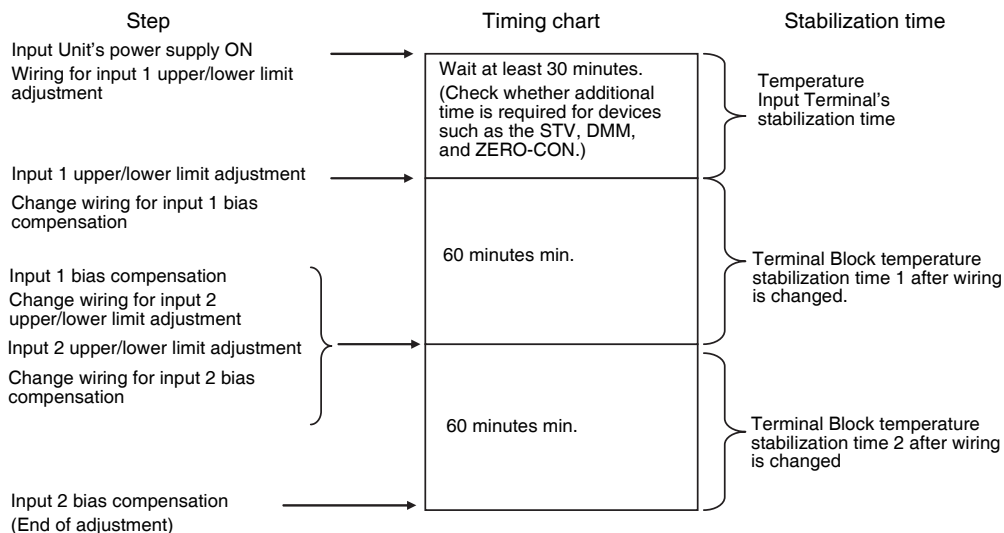 Step
Timing chart
Stabilization time
Input Unit's power supply ON
Wiring for input 1 upper/lower limit
adjustment
Wait at least 30 minutes.
(Check whether additional
time is required for devices
such as the STV, DMM,
and ZERO-CON.)
Temperature
Input Terminal's
stabilization time
Input 1 upper/lower limit adjustment
Change wiring for input 1 bias
compensation
60 minutes min.
Terminal Block temperature
stabilization time 1 after wiring
is changed.
Input 1 bias compensation
Change wiring for input 2
upper/lower limit adjustment
Input 2 upper/lower limit adjustment
Change wiring for input 2 bias
compensation
60 minutes min.
Terminal Block temperature
stabilization time 2 after wiring
is changed
Input 2 bias compensation
(End of adjustment)